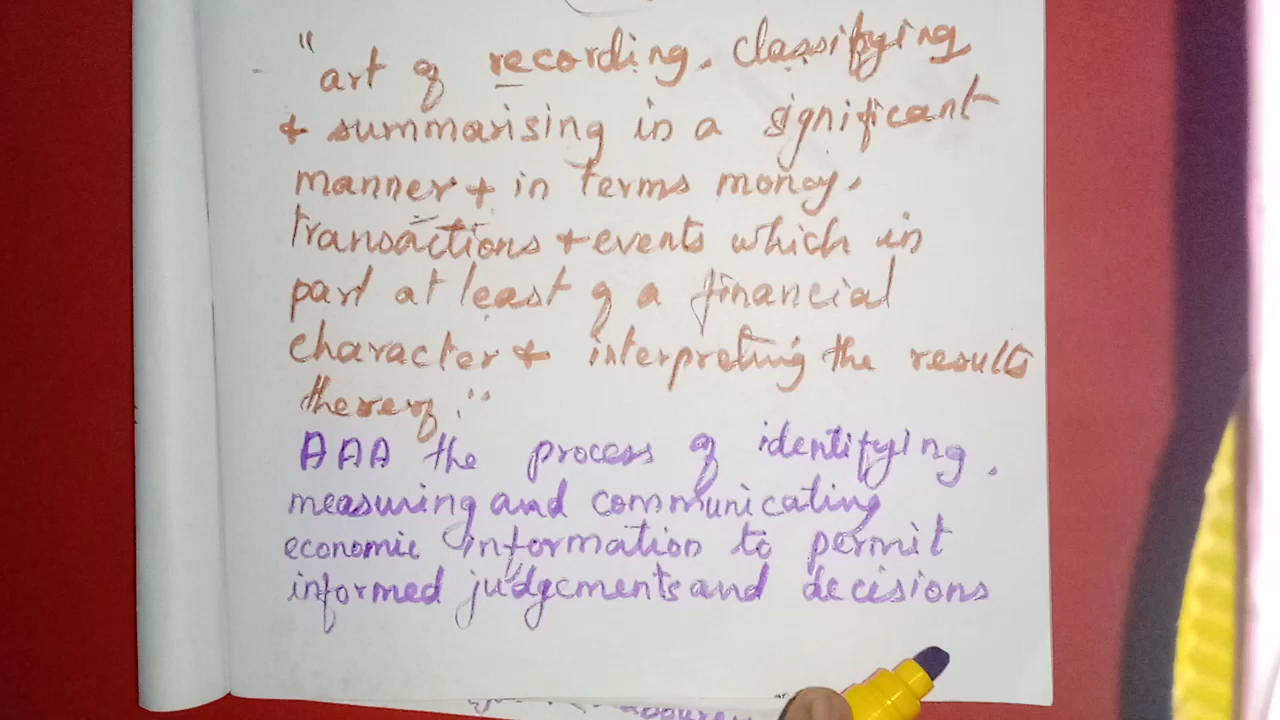 "art of recording, classifying
& summarising in a significant
manner & in terms money,
transactions & events which in
part at least of a financial
character & interpreting the results
thereof."
AAA the process of identifying,
measuring and communicating
economic information to permit
informed judgements and decisions